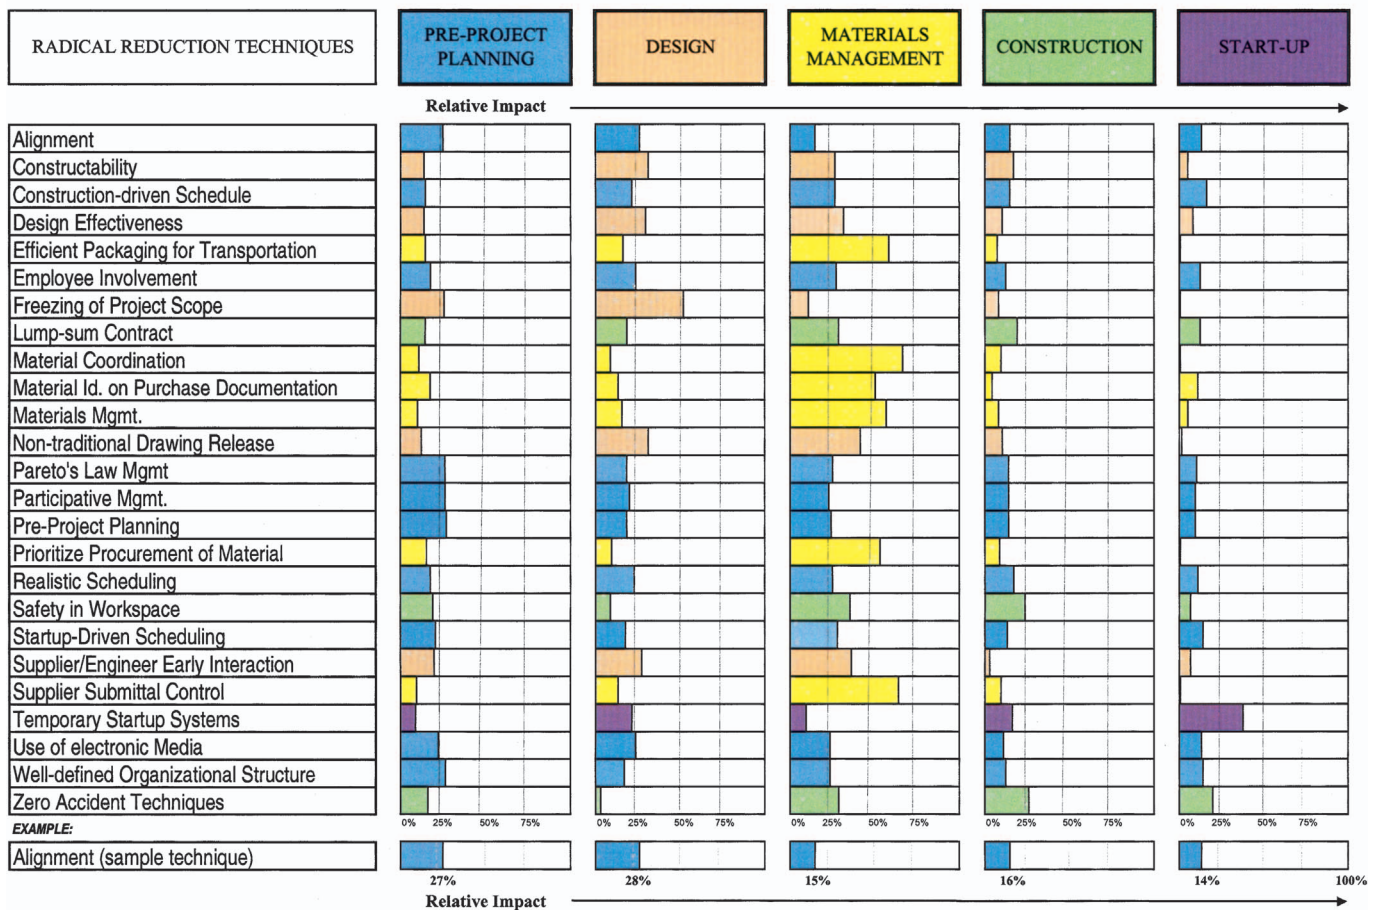 RADICAL REDUCTION TECHNIQUES
PRE-PROJECT
PLANNING
DESIGN
MATERIALS
MANAGEMENT
CONSTRUCTION
START-UP
Relative Impact
Alignment
Constructability
Construction-driven Schedule
Design Effectiveness
Efficient Packaging for Transportation
Employee Involvement
Freezing of Project Scope
Lump-sum Contract
Material Coordination
Material Id. on Purchase Documentation
Materials Mgmt.
Non-traditional Drawing Release
Pareto's Law Mgmt
Participative Mgmt.
Pre-Project Planning
Prioritize Procurement of Material
Realistic Scheduling
Safety in Workspace
Startup-Driven Scheduling
Supplier/Engineer Early Interaction
Supplier Submittal Control
Temporary Startup Systems
Use of electronic Media
Well-defined Organizational Structure
Zero Accident Techniques
0% 25% 50% 75% 0% 25% 50% 75% 0% 25% 50% 75% 0% 25% 50% 75% 0% 25% 50% 75%
EXAMPLE:
Alignment (sample technique)
27% 28% 15% 16% 14% 100%
Relative Impact